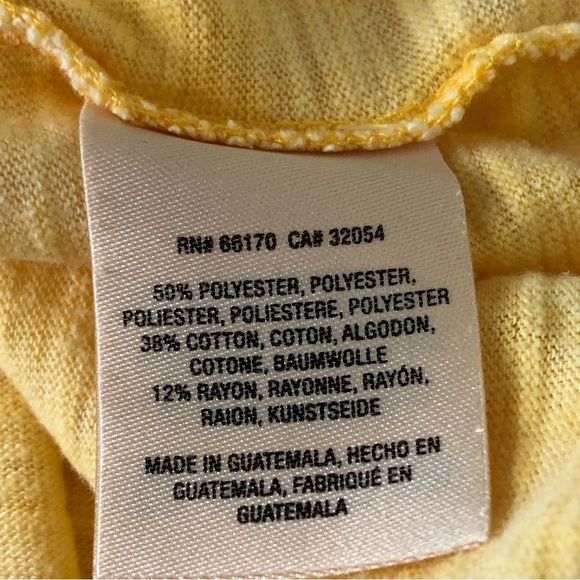 RN# 66170 CA# 32054
50% POLYESTER, POLYESTER,
POLIESTER, POLIESTERE, POLYESTER
38% COTTON, COTON, ALGODON,
COTONE, BAUMWOLLE
12% RAYON, RAYONNE, RAYÓN,
RAION, KUNSTSEIDE
MADE IN GUATEMALA, HECHO EN
GUATEMALA, FABRIQUÉ EN
GUATEMALA